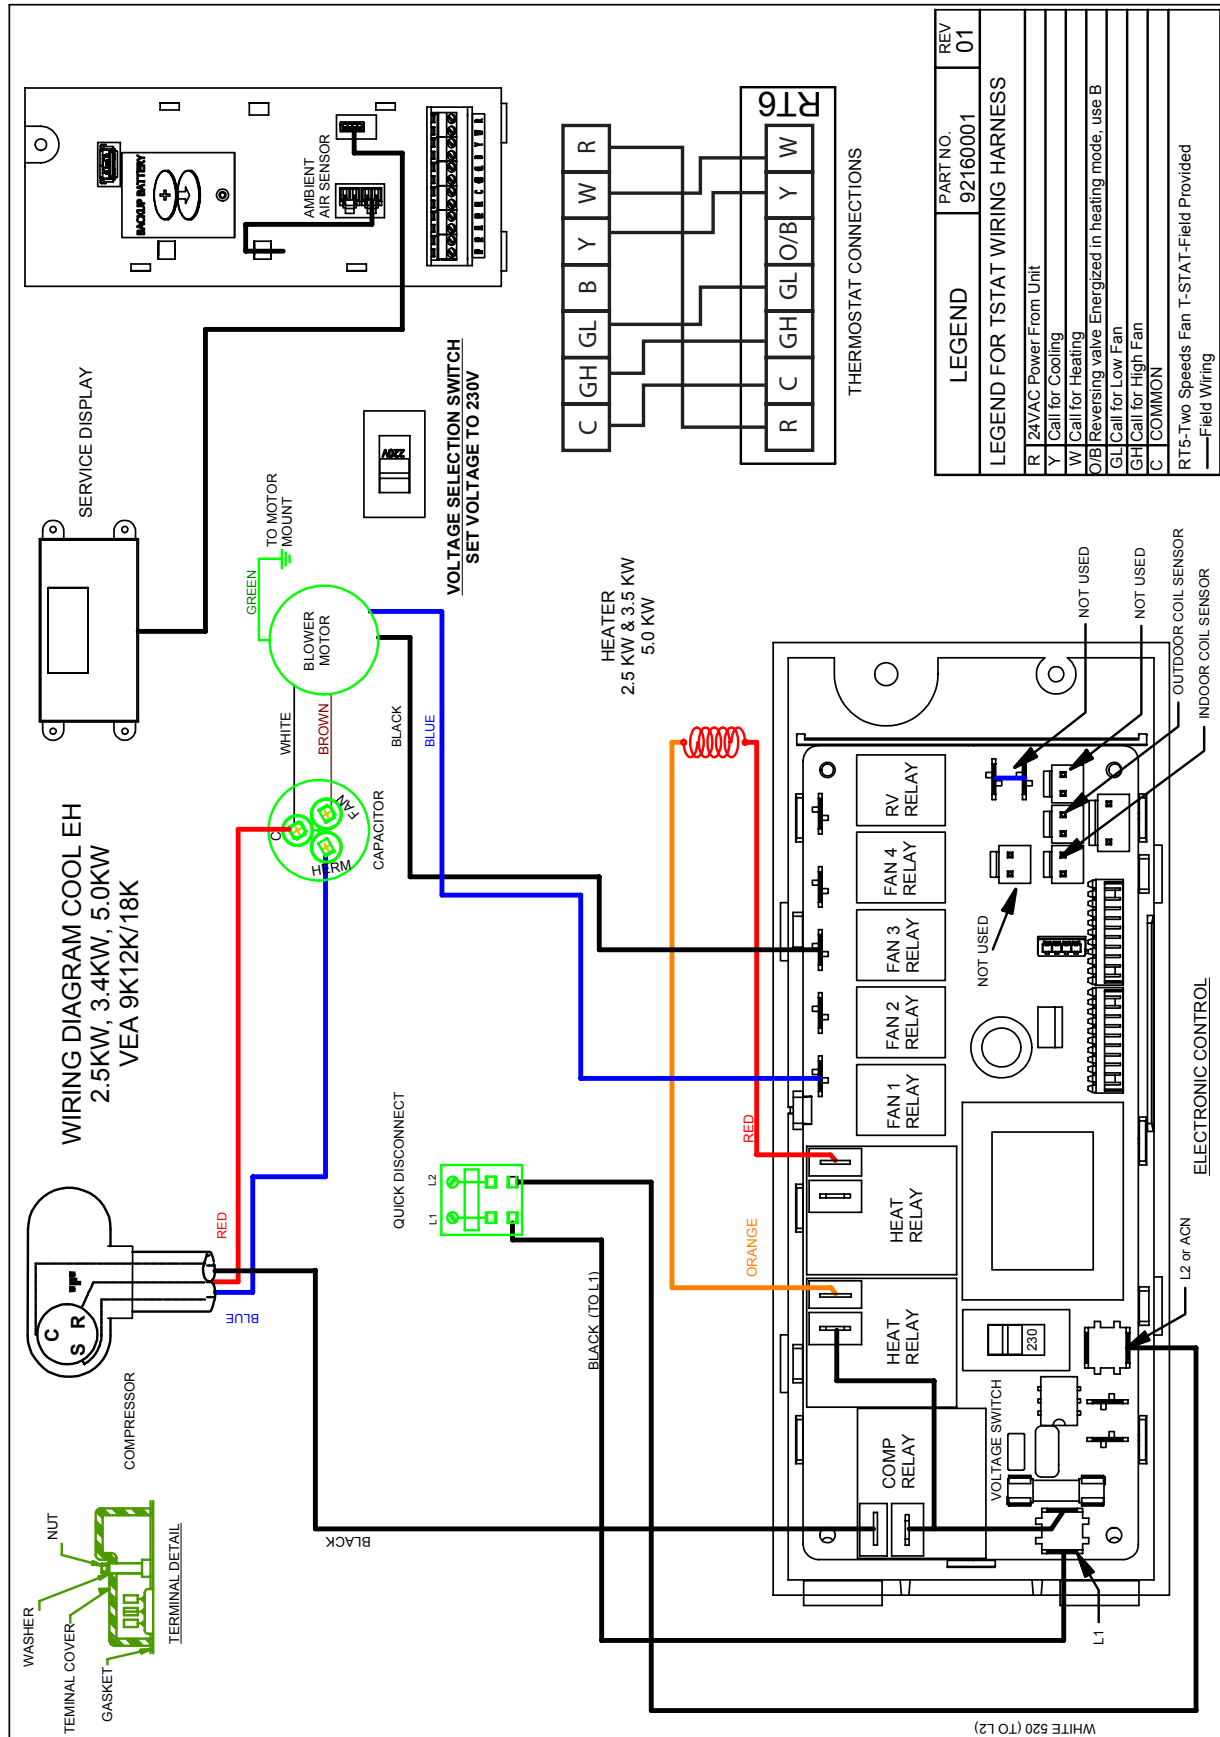 WIRING DIAGRAM COOL EH
2.5KW, 3.4KW, 5.0KW
VEA 9K12K/18K
WASHER
NUT
TEMINAL COVER
GASKET
TERMINAL DETAIL
COMPRESSOR
C
S R
RED
BLUE
BLACK
QUICK DISCONNECT
L1 L2
BLACK (TO L1)
WHITE 520 (TO L2)
CAPACITOR
C
FAN
HERM
WHITE
BROWN
BLOWER
MOTOR
GREEN
TO MOTOR
MOUNT
BLACK
BLUE
SERVICE DISPLAY
BACKUP BATTERY
AMBIENT
AIR SENSOR
220V
VOLTAGE SELECTION SWITCH
SET VOLTAGE TO 230V
HEATER
2.5 KW & 3.5 KW
5.0 KW
ORANGE
RED
C GH GL B Y W R
R C GH GL O/B Y W
RT6
THERMOSTAT CONNECTIONS
COMP
RELAY
HEAT
RELAY
HEAT
RELAY
FAN 1
RELAY
FAN 2
RELAY
FAN 3
RELAY
FAN 4
RELAY
RV
RELAY
VOLTAGE SWITCH
230
L1
L2 or ACN
NOT USED
NOT USED
NOT USED
OUTDOOR COIL SENSOR
INDOOR COIL SENSOR
ELECTRONIC CONTROL
LEGEND
PART NO.
92160001
REV
01
LEGEND FOR TSTAT WIRING HARNESS
R 24VAC Power From Unit
Y Call for Cooling
W Call for Heating
O/B Reversing valve Energized in heating mode, use B
GL Call for Low Fan
GH Call for High Fan
C COMMON
RT5-Two Speeds Fan T-STAT-Field Provided
Field Wiring